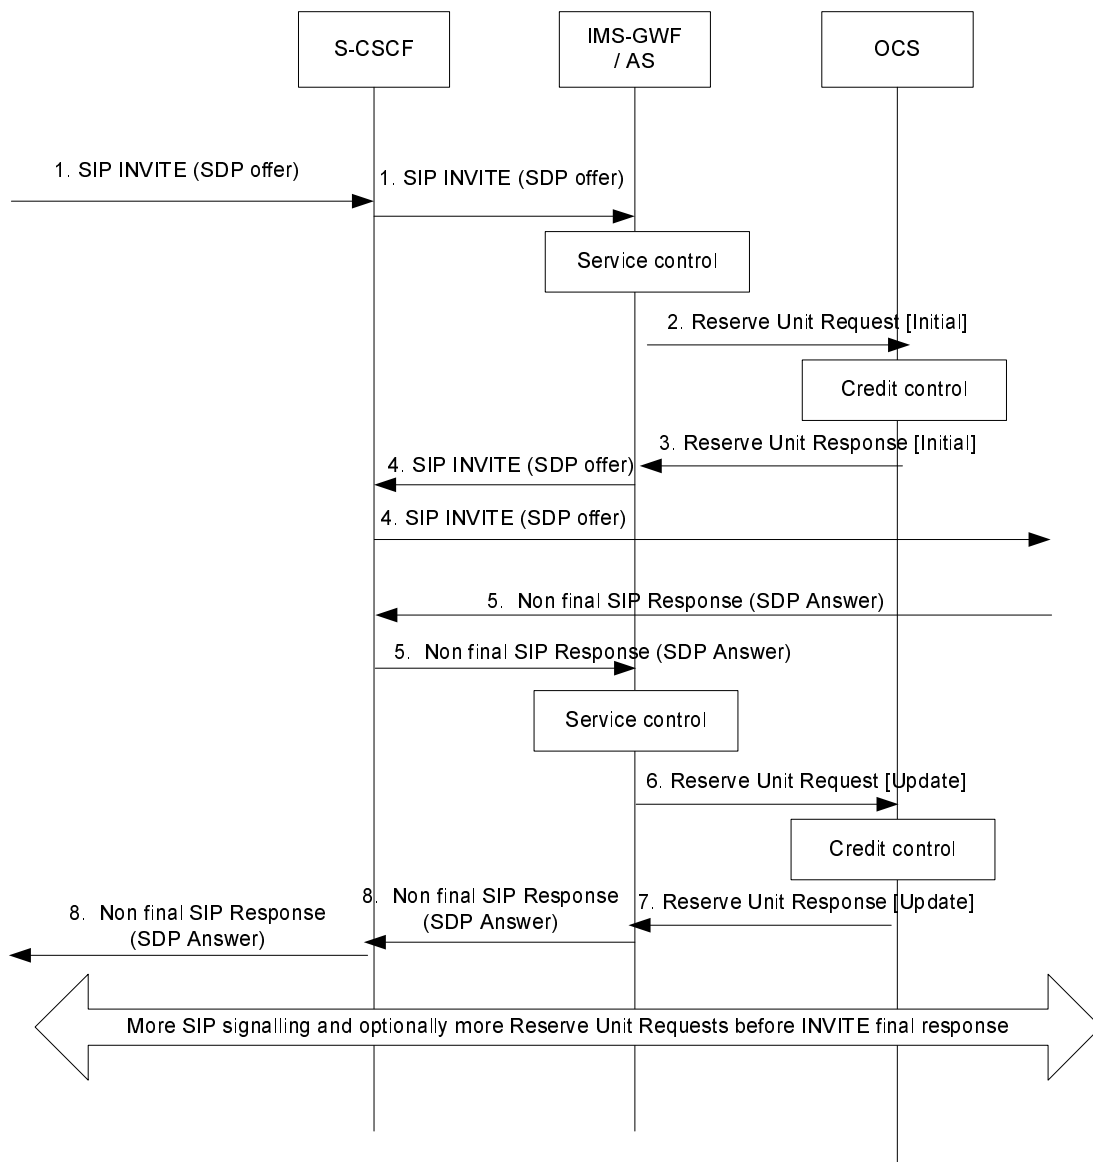 S-CSCF
IMS-GWF
/ AS
OCS
1. SIP INVITE (SDP offer)
1. SIP INVITE (SDP offer)
Service control
2. Reserve Unit Request [Initial]
Credit control
3. Reserve Unit Response [Initial]
4. SIP INVITE (SDP offer)
4. SIP INVITE (SDP offer)
5. Non final SIP Response (SDP Answer)
5. Non final SIP Response (SDP Answer)
Service control
6. Reserve Unit Request [Update]
Credit control
7. Reserve Unit Response [Update]
8. Non final SIP Response
(SDP Answer)
8. Non final SIP Response
(SDP Answer)
More SIP signalling and optionally more Reserve Unit Requests before INVITE final response